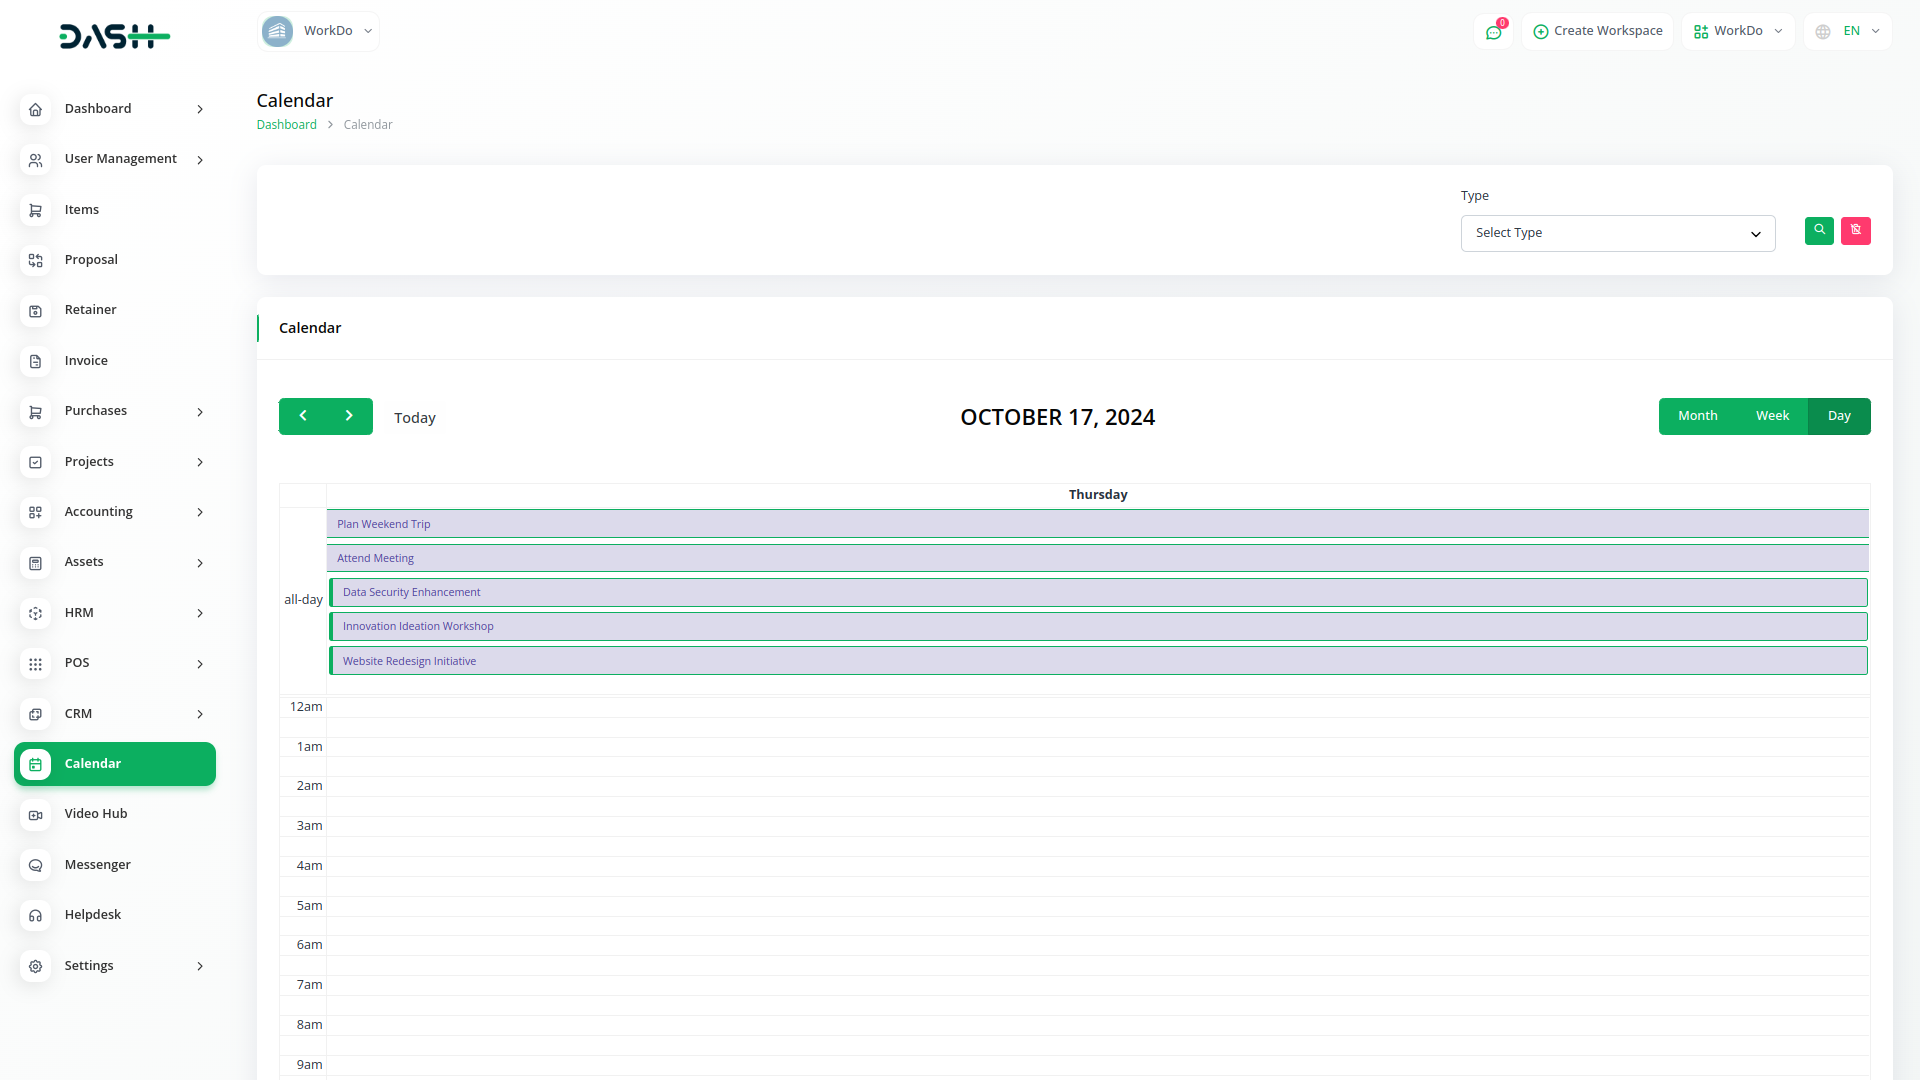 DASH
WorkDo
0
Create Workspace
WorkDo
EN
Dashboard
User Management
Items
Proposal
Retainer
Invoice
Purchases
Projects
Accounting
Assets
HRM
POS
CRM
Calendar
Video Hub
Messenger
Helpdesk
Settings
Calendar
Dashboard > Calendar
Type
Select Type
Calendar
Today
OCTOBER 17, 2024
Month Week Day
Thursday
all-day
Plan Weekend Trip
Attend Meeting
Data Security Enhancement
Innovation Ideation Workshop
Website Redesign Initiative
12am
1am
2am
3am
4am
5am
6am
7am
8am
9am